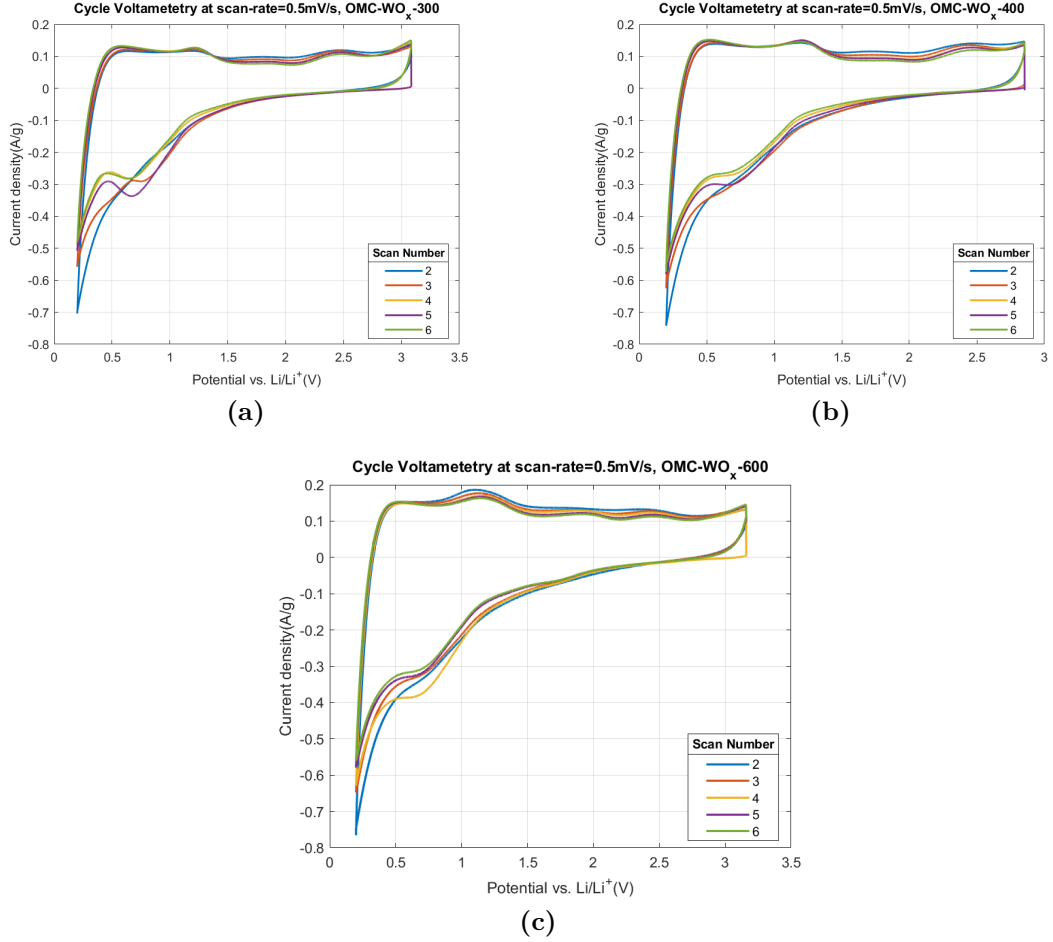 Cycle Voltametetry at scan-rate=0.5mV/s, OMC-WOx-300
Current density(A/g)
0.2
0.1
0
-0.1
-0.2
-0.3
-0.4
-0.5
-0.6
-0.7
-0.8
Scan Number
2
3
4
5
6
0 0.5 1 1.5 2 2.5 3 3.5
Potential vs. Li/Li+(V)
(a)
Cycle Voltametetry at scan-rate=0.5mV/s, OMC-WOx-400
Current density(A/g)
0.2
0.1
0
-0.1
-0.2
-0.3
-0.4
-0.5
-0.6
-0.7
-0.8
Scan Number
2
3
4
5
6
0 0.5 1 1.5 2 2.5 3
Potential vs. Li/Li+(V)
(b)
Cycle Voltametetry at scan-rate=0.5mV/s, OMC-WOx-600
Current density(A/g)
0.2
0.1
0
-0.1
-0.2
-0.3
-0.4
-0.5
-0.6
-0.7
-0.8
Scan Number
2
3
4
5
6
0 0.5 1 1.5 2 2.5 3 3.5
Potential vs. Li/Li+(V)
(c)